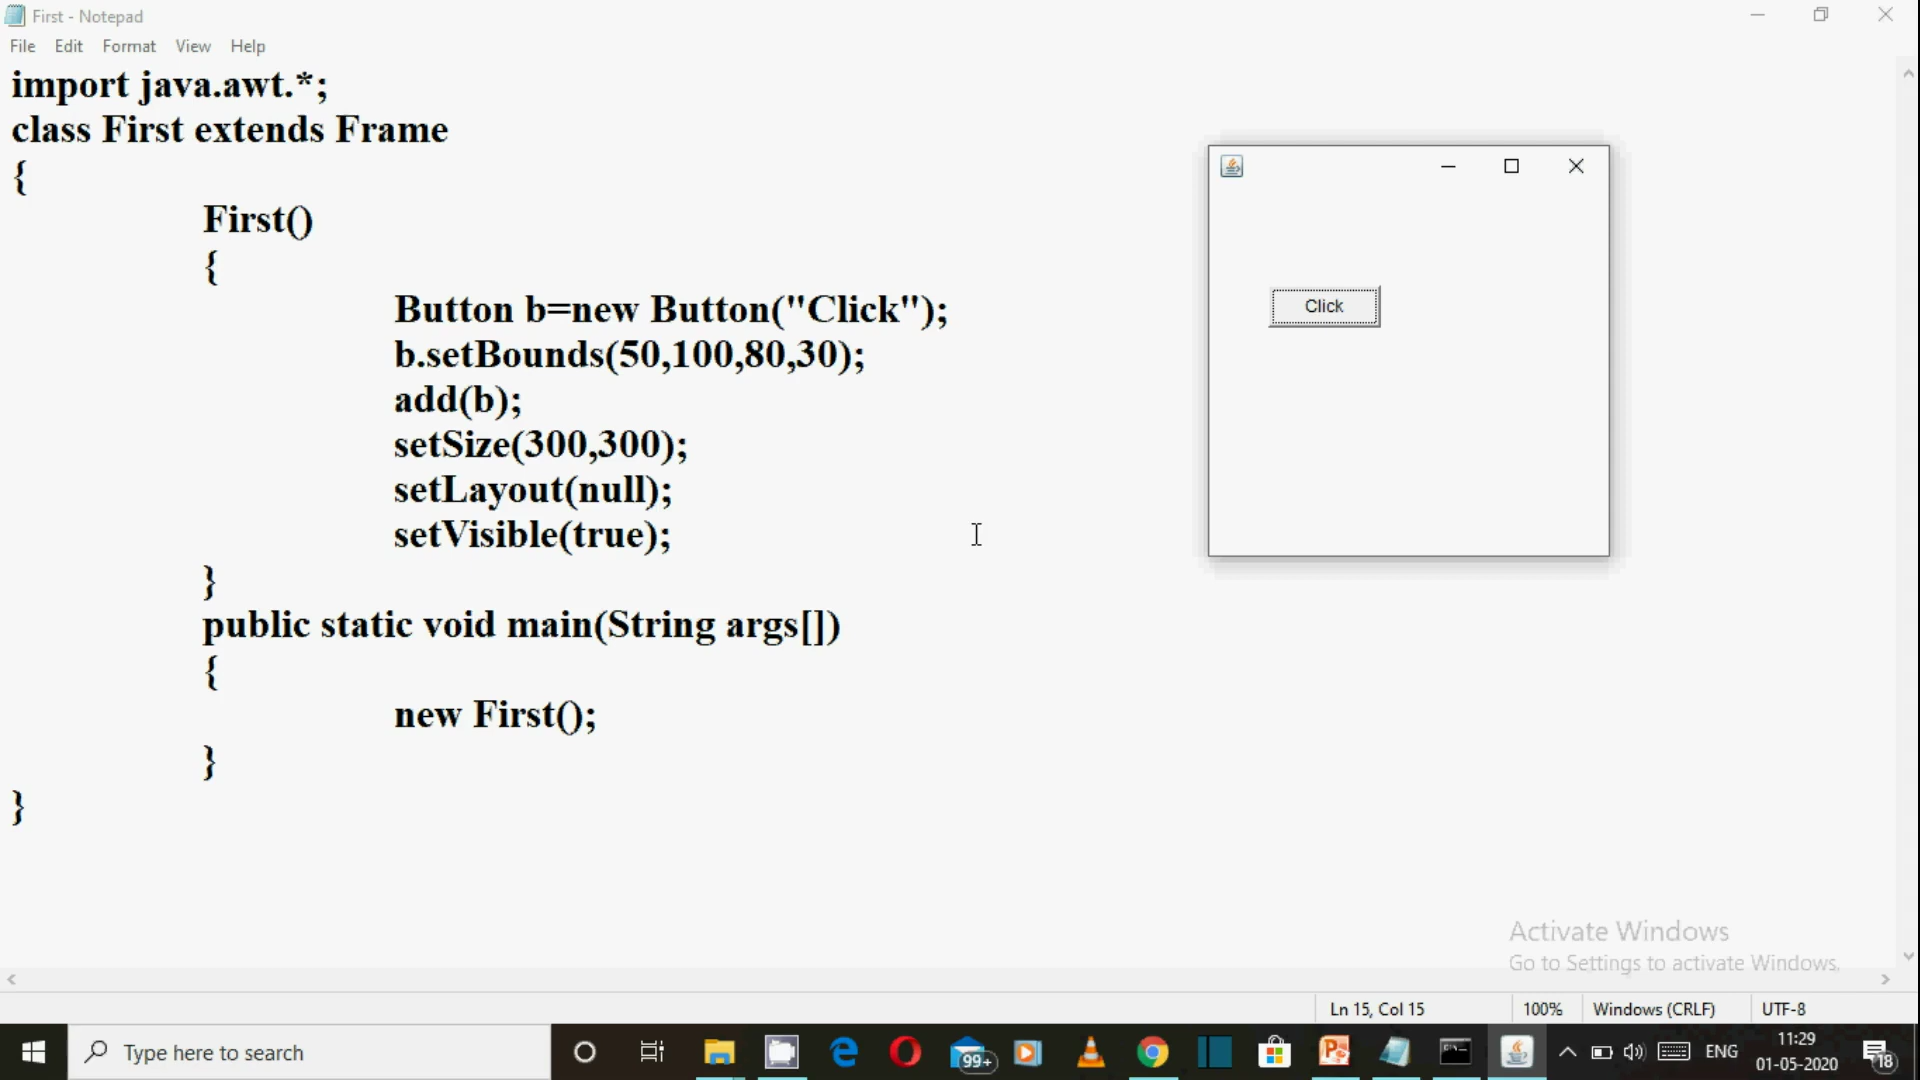 First - Notepad
File Edit Format View Help
import java.awt.*;
class First extends Frame
{
First()
{
Button b=new Button("Click");
b.setBounds(50,100,80,30);
add(b);
setSize(300,300);
setLayout(null);
setVisible(true);
}
public static void main(String args[])
{
new First();
}
}
Click
Activate Windows
Go to Settings to activate Windows.
Ln 15, Col 15 100% Windows (CRLF) UTF-8
Type here to search
99+
ENG
11:29
01-05-2020
18